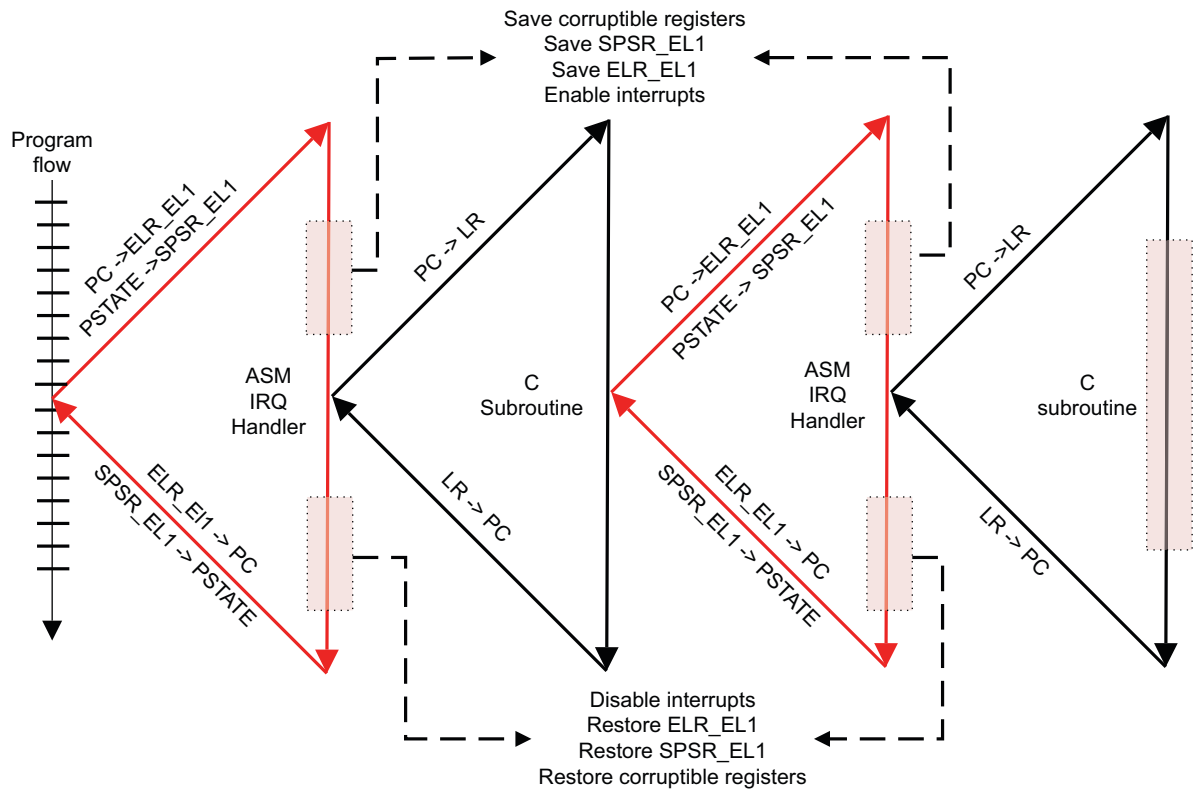 Save corruptible registers
Save SPSR_EL1
Save ELR_EL1
Enable interrupts
Program
flow
PC ->ELR_EL1
PSTATE ->SPSR_EL1
PC -> LR
PC ->ELR_EL1
PSTATE -> SPSR_EL1
PC->LR
ASM
IRQ
Handler
C
Subroutine
ASM
IRQ
Handler
C
subroutine
ELR_El1 -> PC
SPSR_EL1 -> PSTATE
LR -> PC
ELR_EL1 -> PC
SPSR_EL1 -> PSTATE
LR -> PC
Disable interrupts
Restore ELR_EL1
Restore SPSR_EL1
Restore corruptible registers